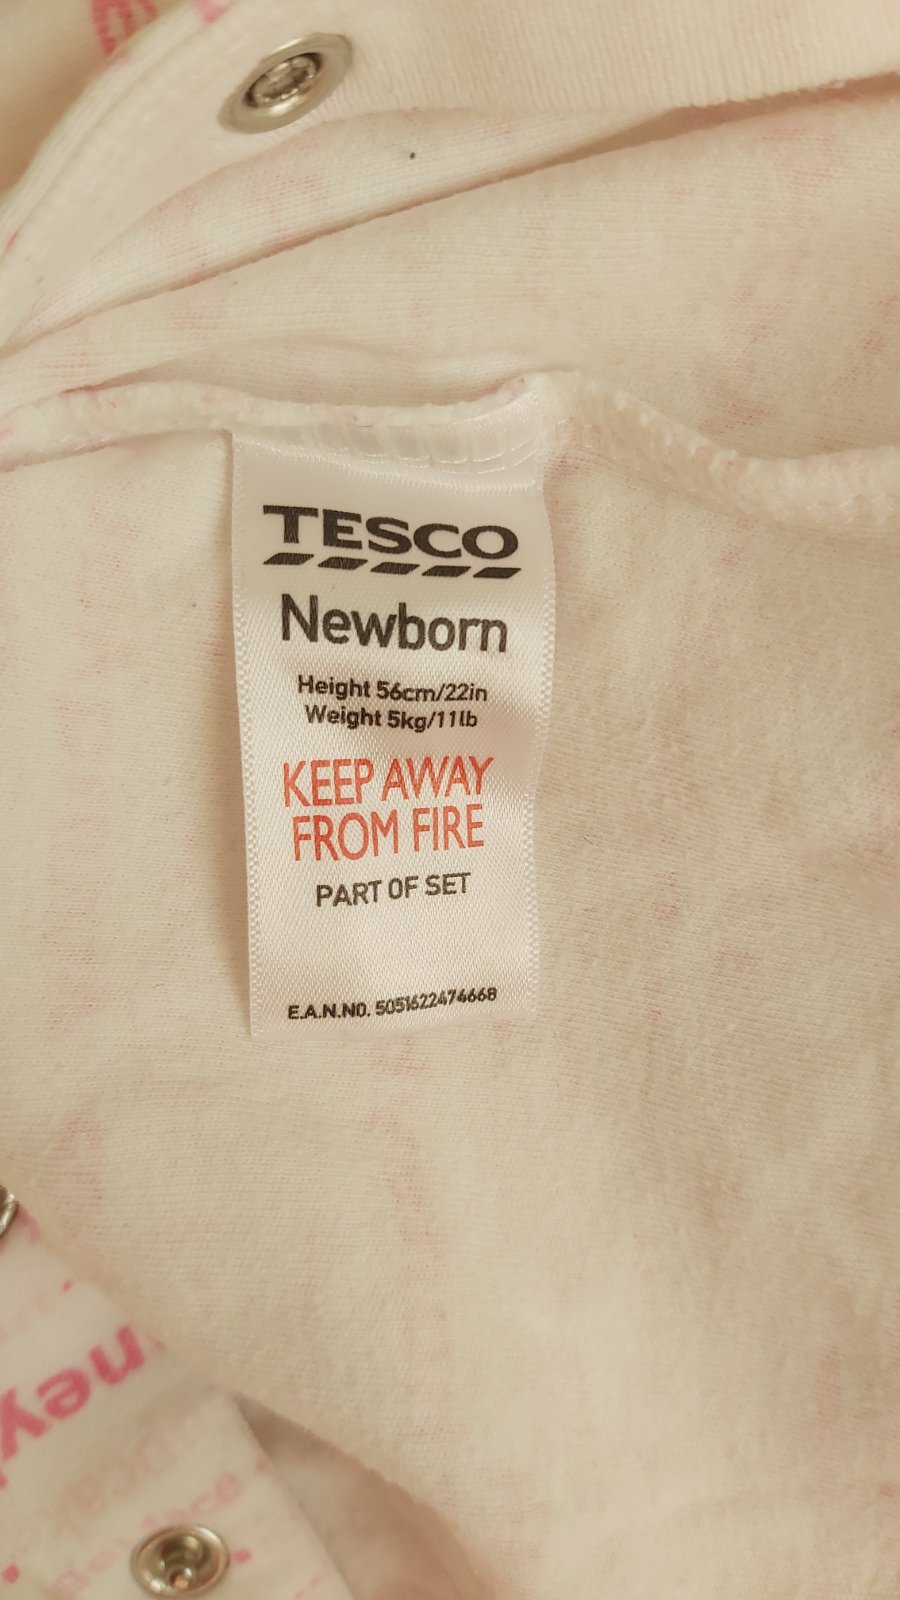 TESCO
Newborn
Height 56cm/22in
Weight 5kg/11lb
KEEP AWAY
FROM FIRE
PART OF SET
E.A.N.NO. 5051622474668